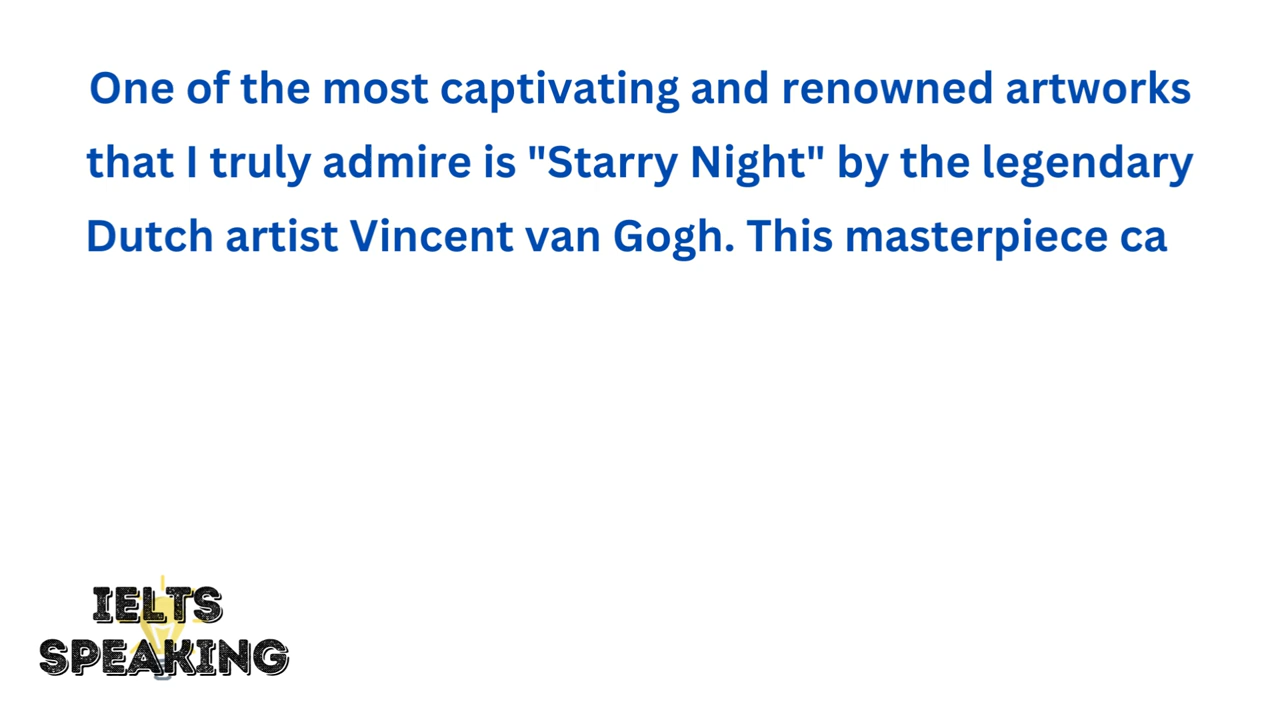 One of the most captivating and renowned artworks
that I truly admire is "Starry Night" by the legendary
Dutch artist Vincent van Gogh. This masterpiece ca
IELTS
SPEAKING